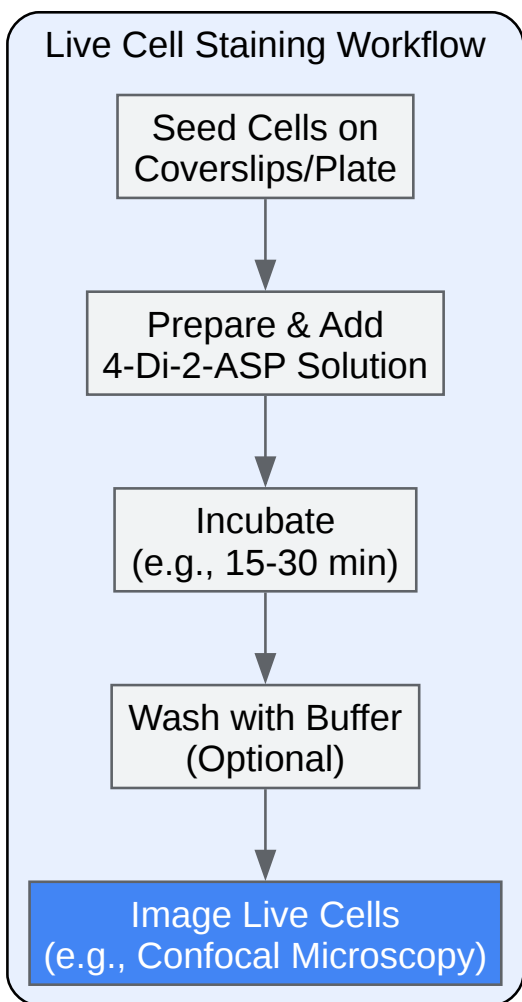 Live Cell Staining Workflow
Seed Cells on
Coverslips/Plate
Prepare & Add
4-Di-2-ASP Solution
Incubate
(e.g., 15-30 min)
Wash with Buffer
(Optional)
Image Live Cells
(e.g., Confocal Microscopy)